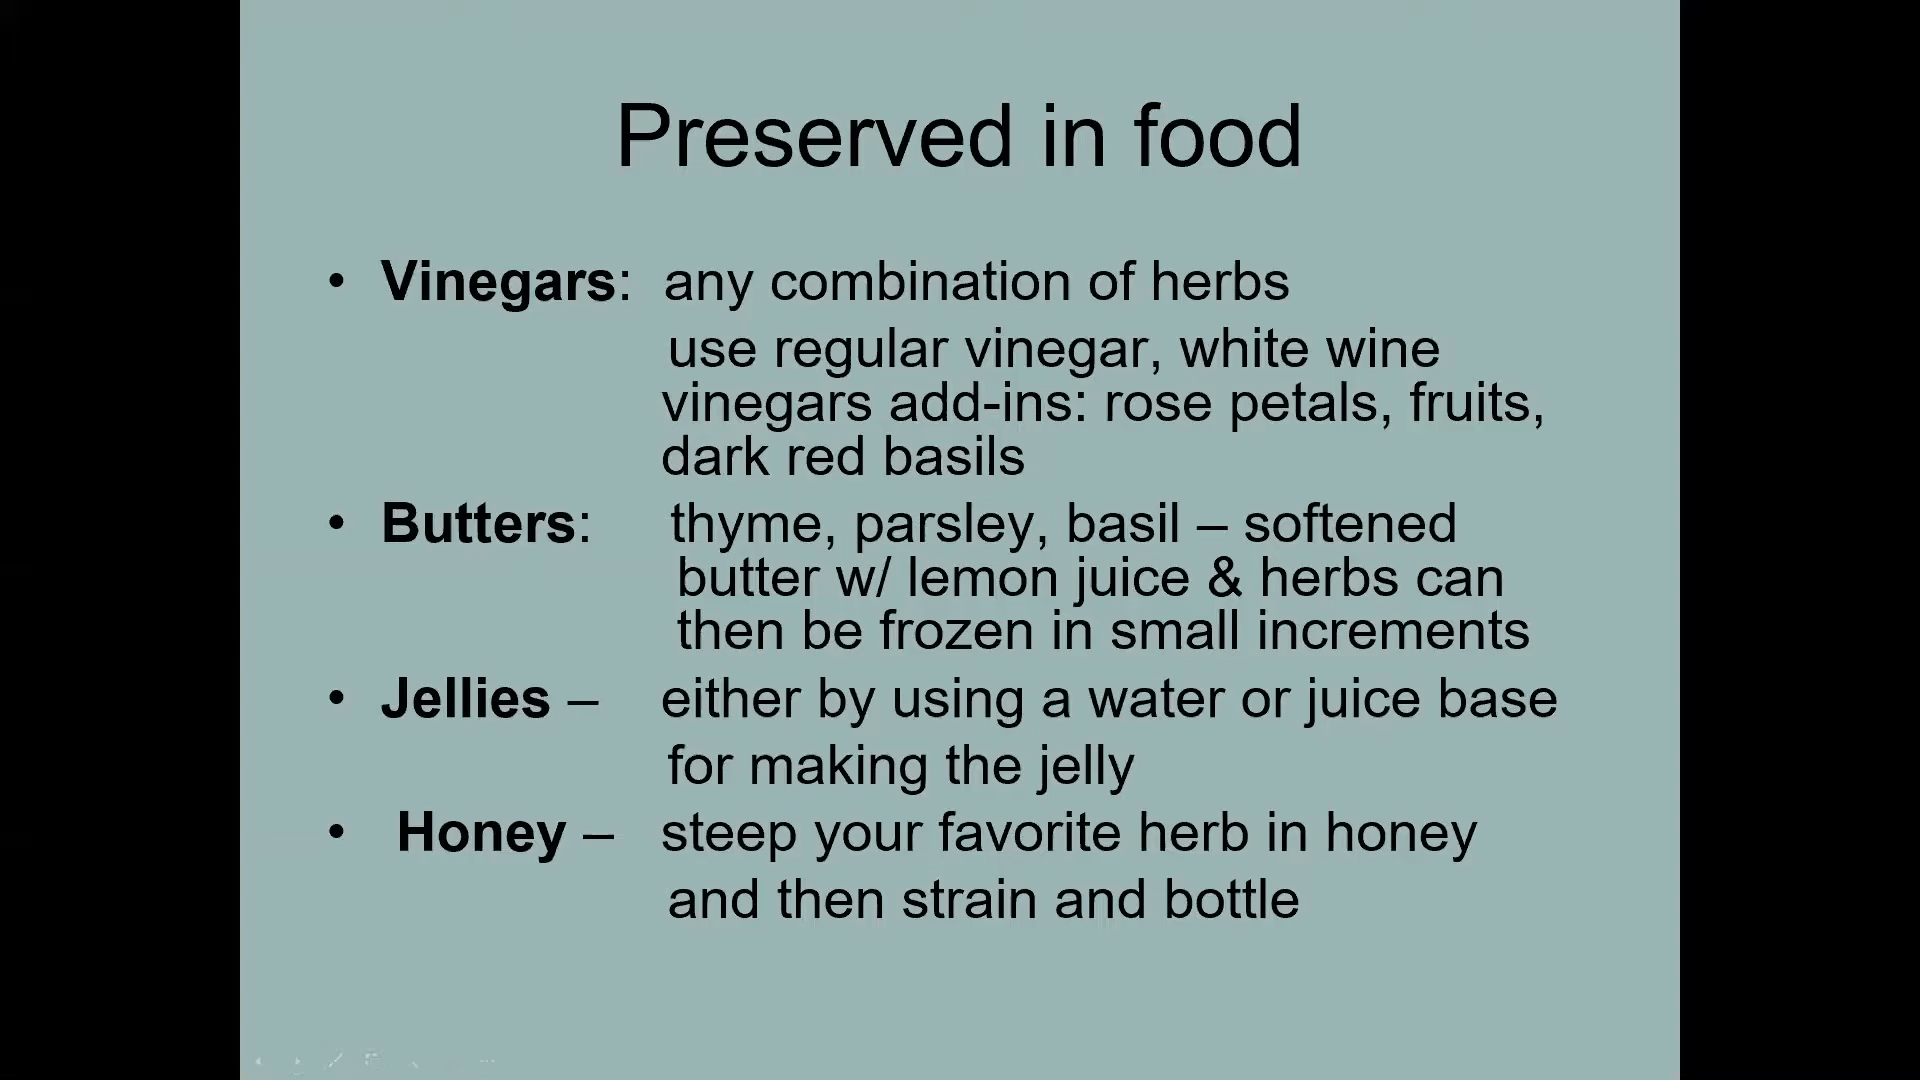 Preserved in food
• Vinegars: any combination of herbs
use regular vinegar, white wine
vinegars add-ins: rose petals, fruits,
dark red basils
• Butters: thyme, parsley, basil – softened
butter w/ lemon juice & herbs can
then be frozen in small increments
• Jellies – either by using a water or juice base
for making the jelly
• Honey – steep your favorite herb in honey
and then strain and bottle